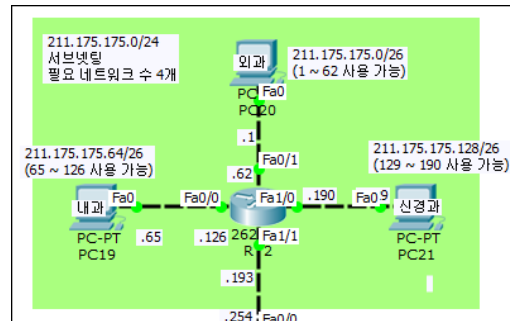 211.175.175.0/24
서브넷팅
필요 네트워크 수 4개
211.175.175.0/26
(1 ~ 62 사용 가능)
외과
Fa0
PC20
.1
Fa0/1
.62
211.175.175.64/26
(65 ~ 126 사용 가능)
211.175.175.128/26
(129 ~ 190 사용 가능)
내과
Fa0
Fa0/0
Fa1/0
.190
Fa0
신경과
PC-PT
PC19
.65
.126
Fa1/1
PC-PT
PC21
.193
.254
Fa0/0